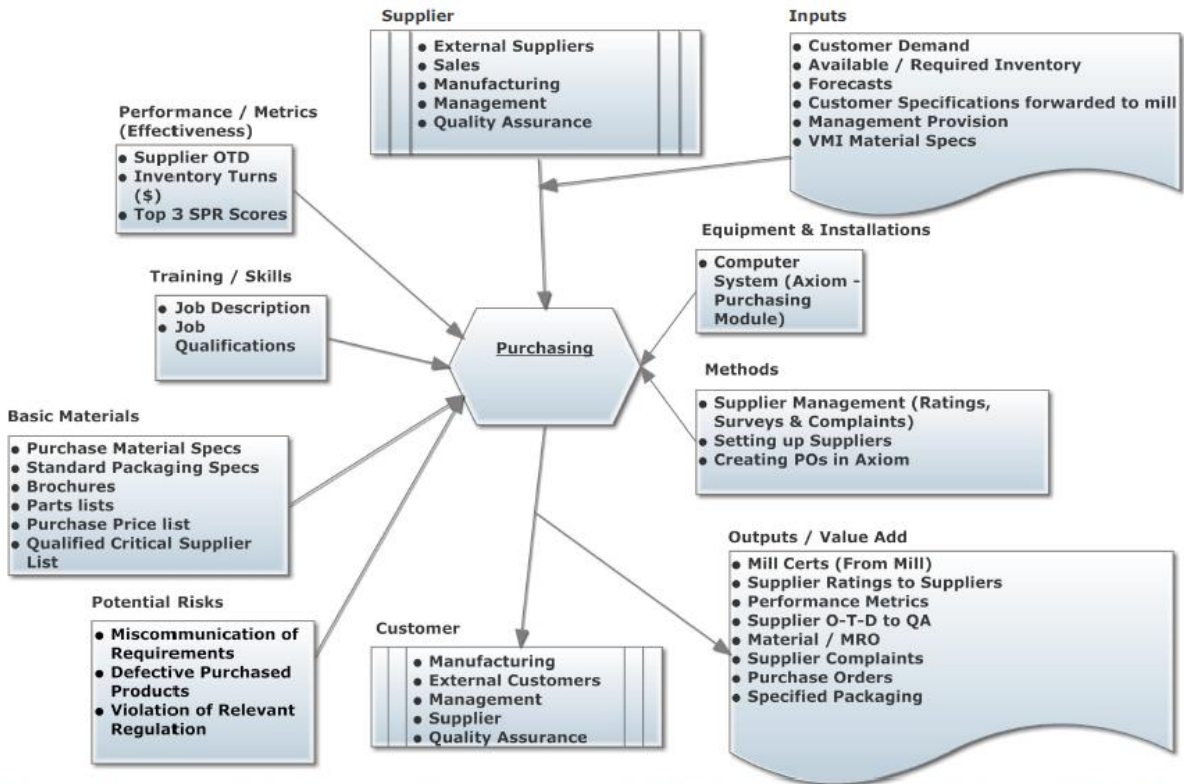 Supplier
● External Suppliers
● Sales
● Manufacturing
● Management
● Quality Assurance
Inputs
● Customer Demand
● Available / Required Inventory
● Forecasts
● Customer Specifications forwarded to mill
● Management Provision
● VMI Material Specs
Performance / Metrics
(Effectiveness)
● Supplier OTD
● Inventory Turns
($)
● Top 3 SPR Scores
Equipment & Installations
● Computer
System (Axiom -
Purchasing
Module)
Training / Skills
● Job Description
● Job
Qualifications
Purchasing
Methods
● Supplier Management (Ratings,
Surveys & Complaints)
● Setting up Suppliers
● Creating POs in Axiom
Basic Materials
● Purchase Material Specs
● Standard Packaging Specs
● Brochures
● Parts lists
● Purchase Price list
● Qualified Critical Supplier
List
Outputs / Value Add
● Mill Certs (From Mill)
● Supplier Ratings to Suppliers
● Performance Metrics
● Supplier O-T-D to QA
● Material / MRO
● Supplier Complaints
● Purchase Orders
● Specified Packaging
Potential Risks
● Miscommunication of
Requirements
● Defective Purchased
Products
● Violation of Relevant
Regulation
Customer
● Manufacturing
● External Customers
● Management
● Supplier
● Quality Assurance